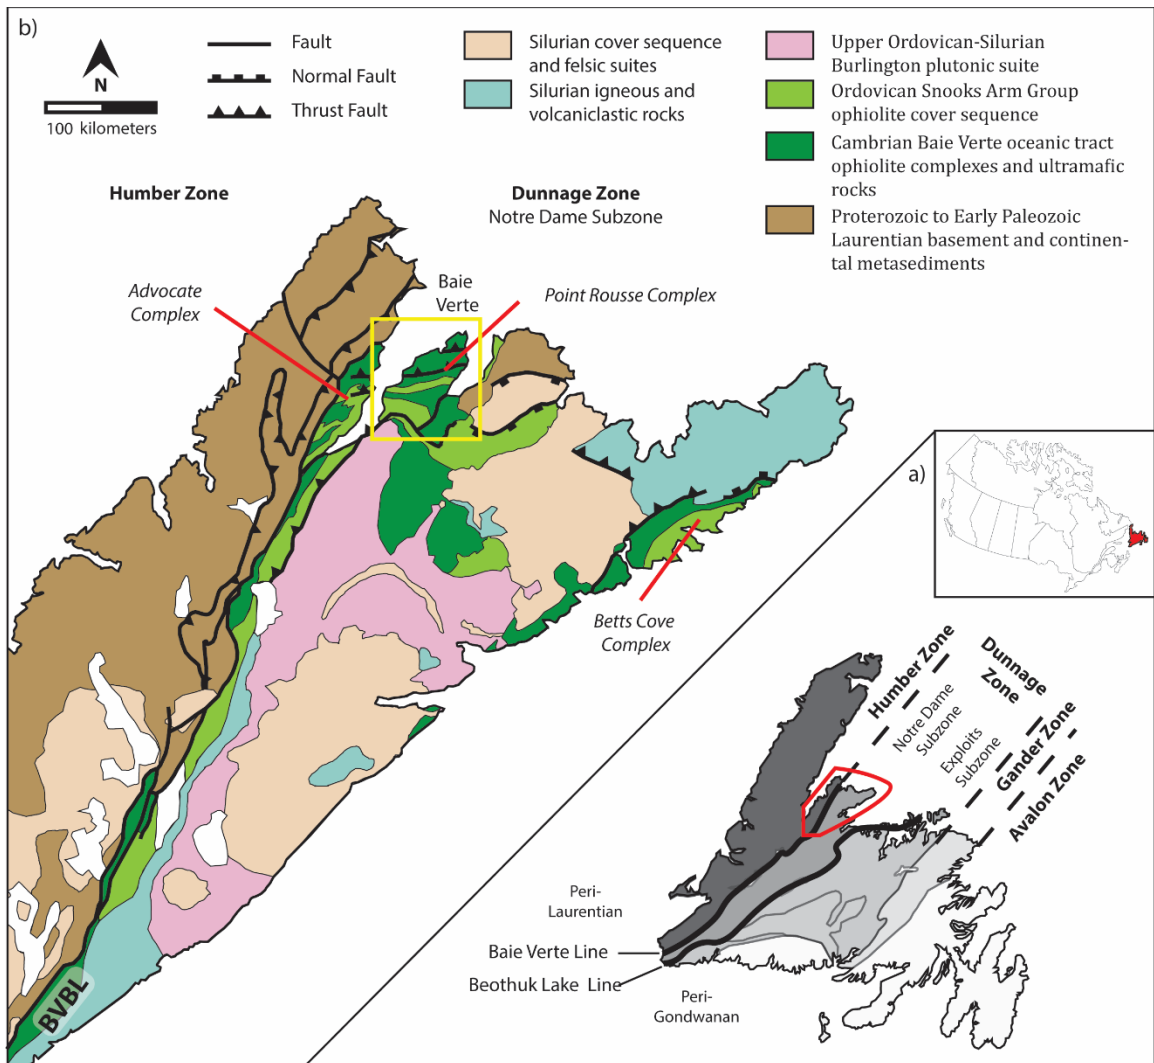 b)
N
100 kilometers
Fault
Normal Fault
Thrust Fault
Silurian cover sequence
and felsic suites
Silurian igneous and
volcaniclastic rocks
Upper Ordovican-Silurian
Burlington plutonic suite
Ordovican Snooks Arm Group
ophiolite cover sequence
Cambrian Baie Verte oceanic tract
ophiolite complexes and ultramafic
rocks
Proterozoic to Early Paleozoic
Laurentian basement and continen-
tal metasediments
Humber Zone
Dunnage Zone
Notre Dame Subzone
Advocate
Complex
Baie
Verte
Point Rousse Complex
Betts Cove
Complex
BVBL
a)
Humber Zone
Notre Dame
Subzone
Dunnage
Zone
Exploits
Subzone
Gander Zone
Avalon Zone
Peri-
Laurentian
Baie Verte Line
Beothuk Lake Line
Peri-
Gondwanan